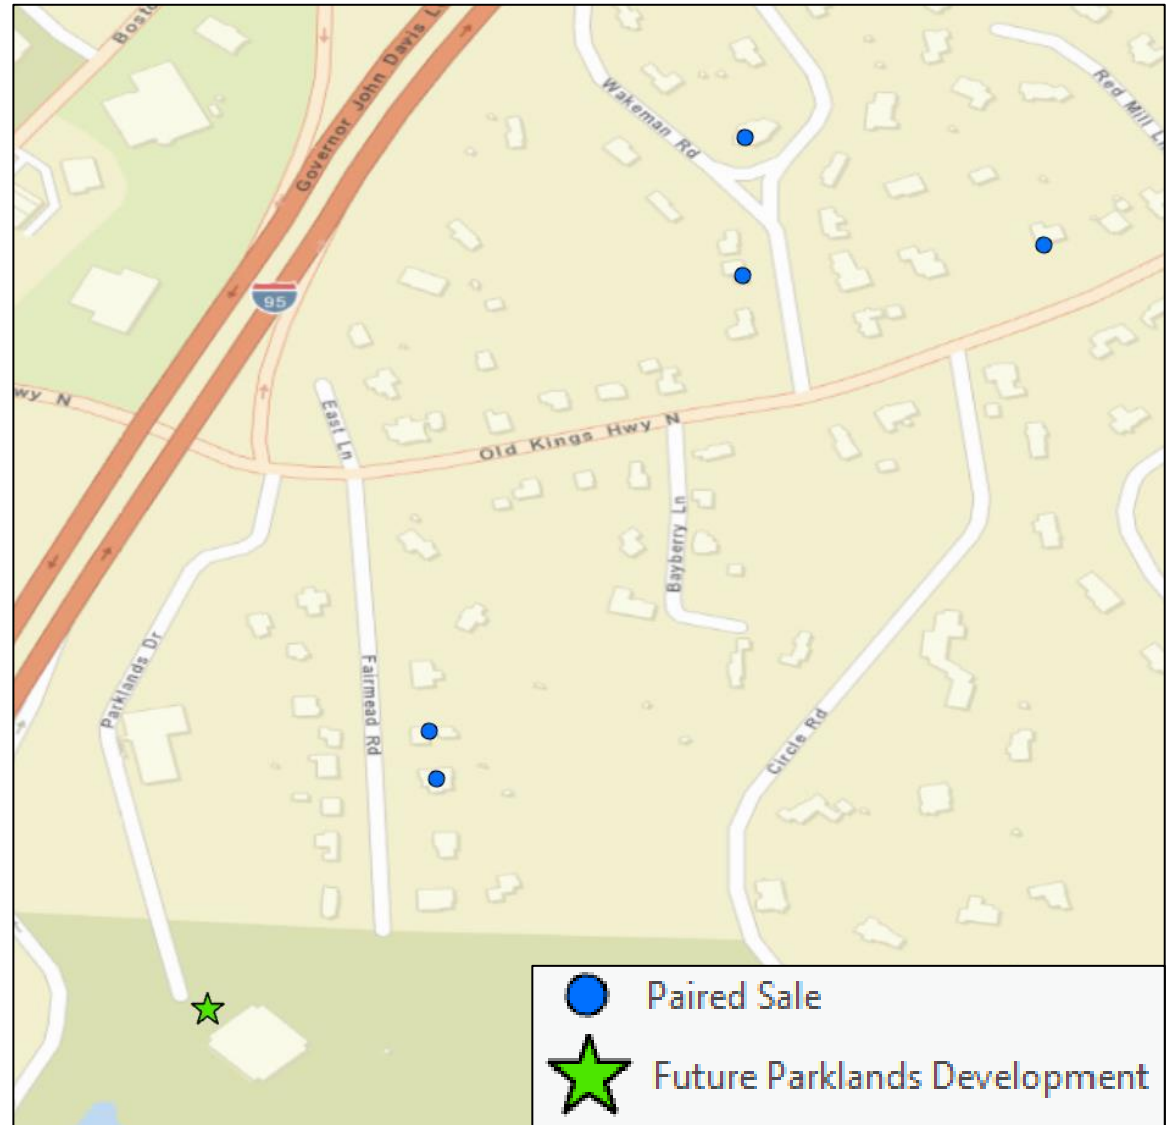 Bosto
Governor John Davis L
Wakeman Rd
Red Mill L
95
wy N
East Ln
Old Kings Hwy N
Bayberry Ln
Parklands Dr
Fairmead Rd
Circle Rd
Paired Sale
Future Parklands Development